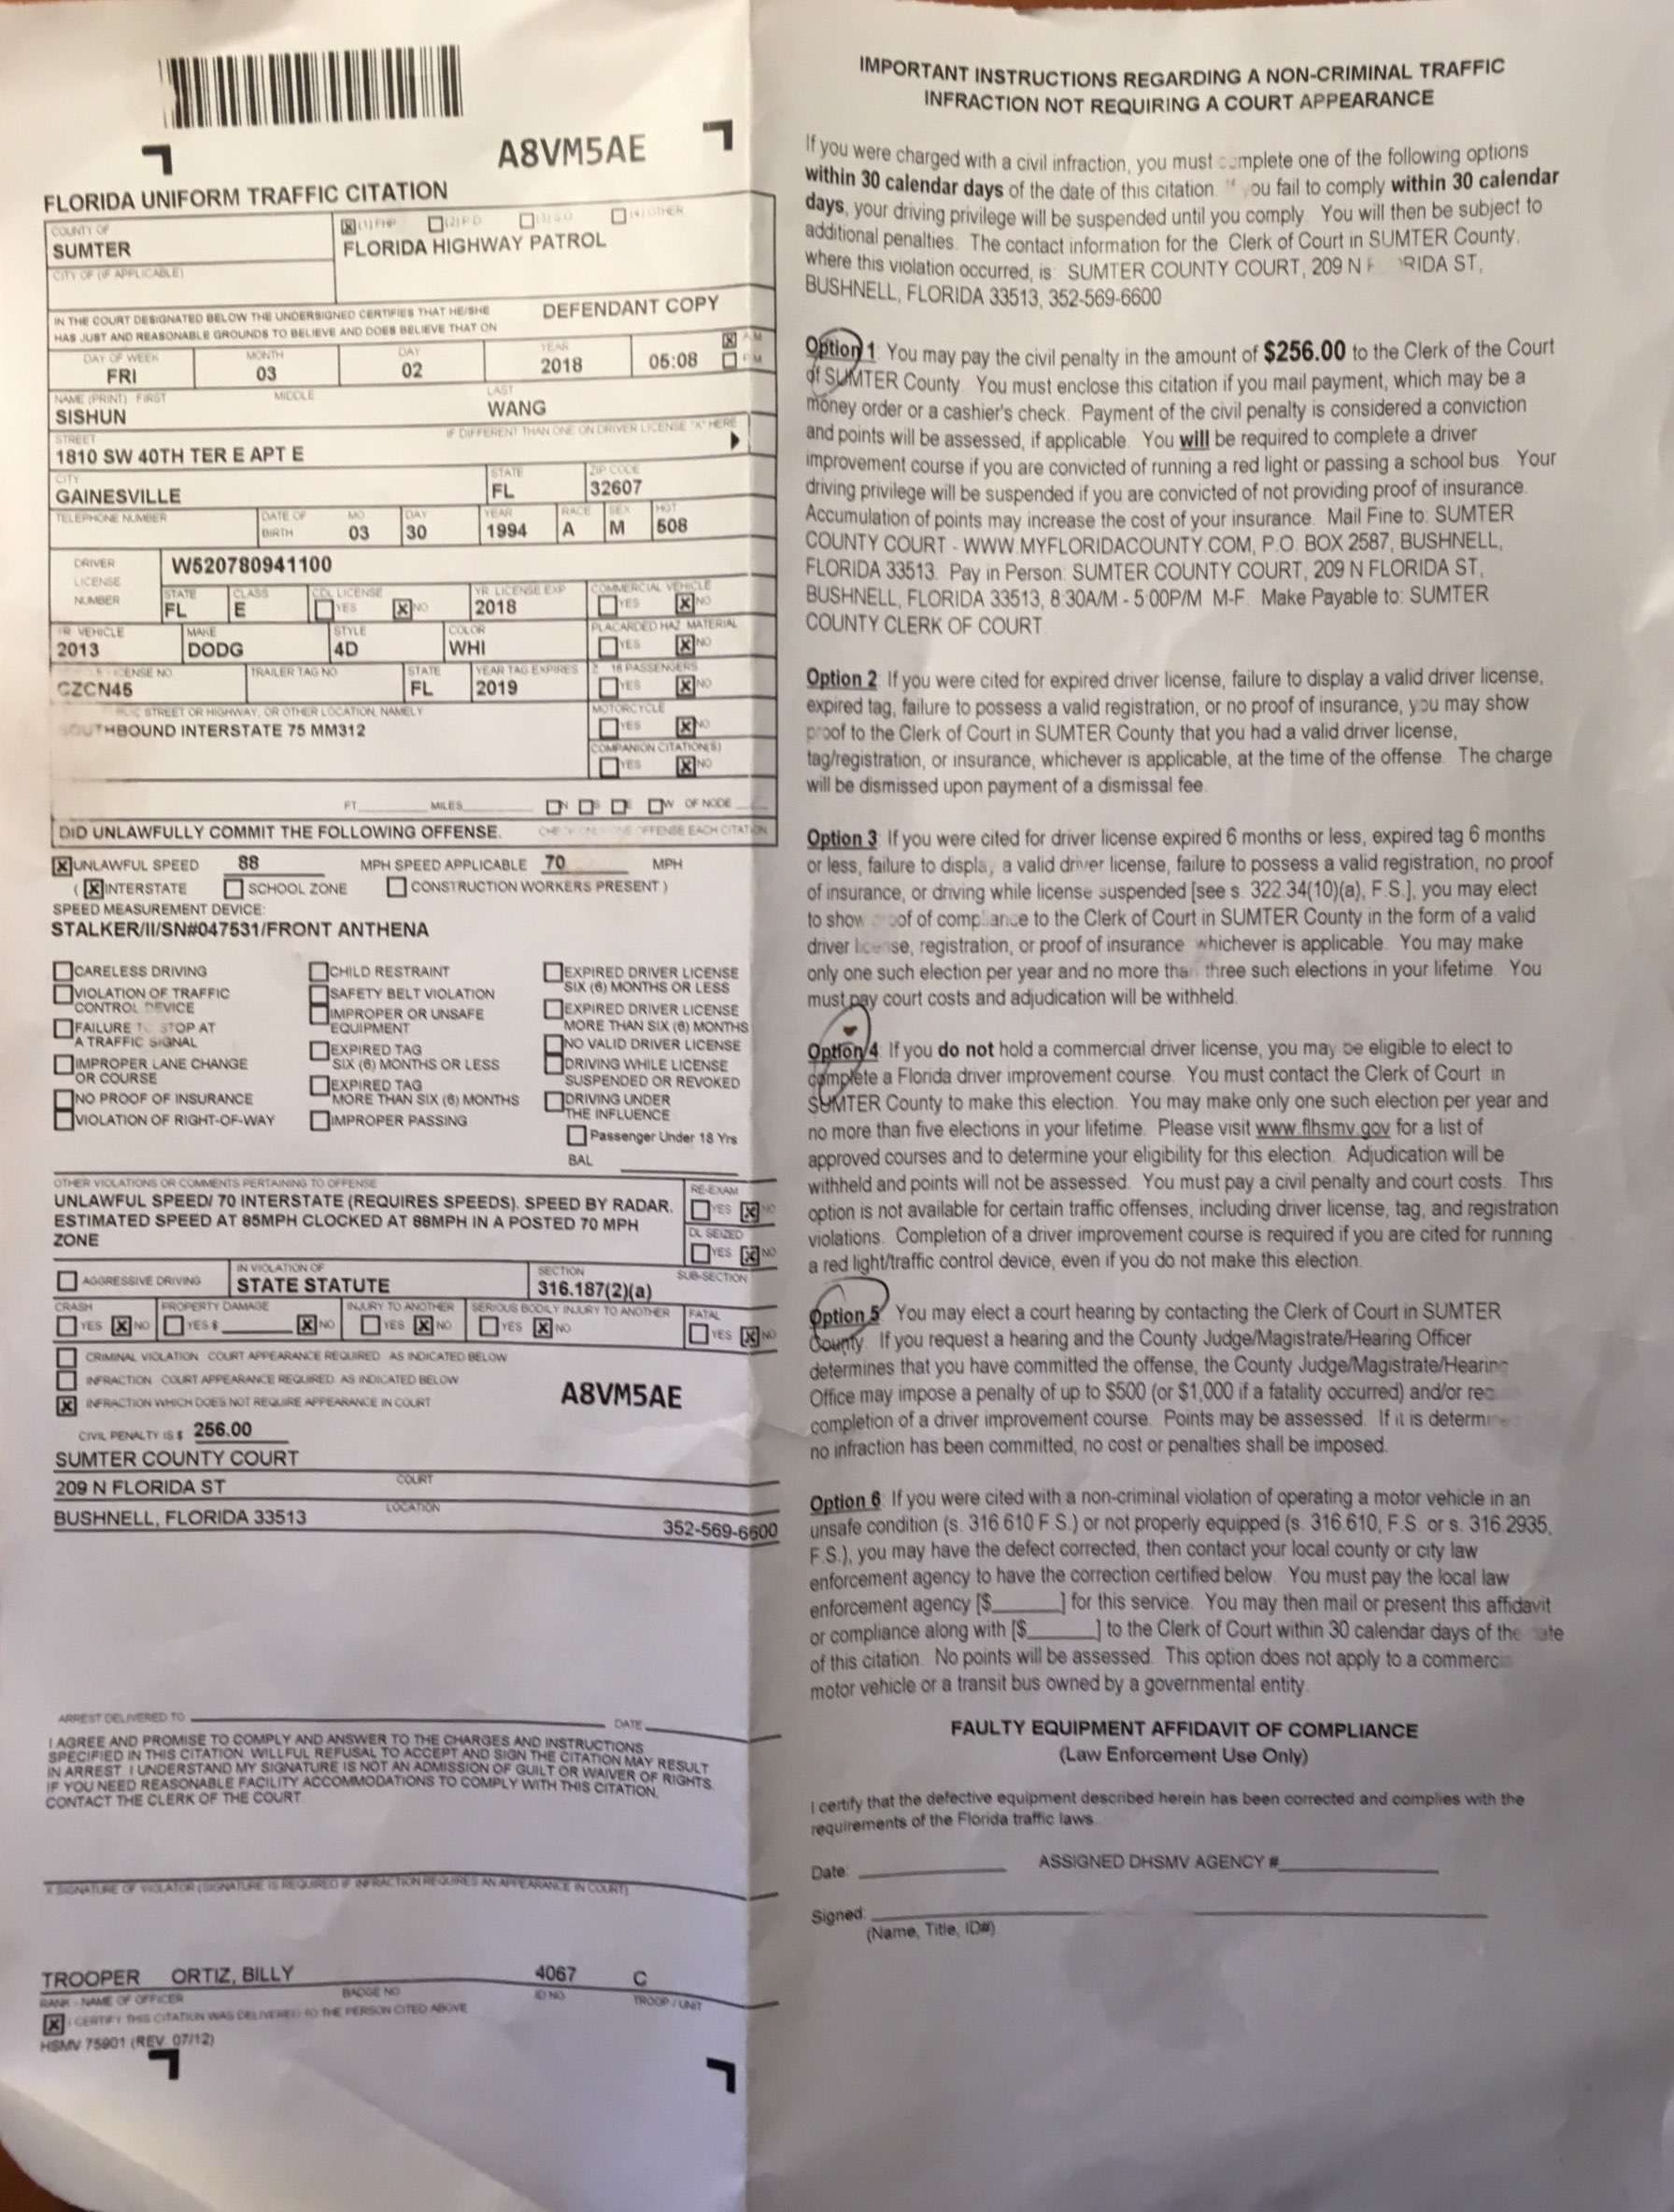 A8VM5AE
FLORIDA UNIFORM TRAFFIC CITATION
COUNTY OF
SUMTER
(1) FHP (2) P.D. (3) S.O. (4) OTHER
FLORIDA HIGHWAY PATROL
CITY OF (IF APPLICABLE)
IN THE COURT DESIGNATED BELOW THE UNDERSIGNED CERTIFIES THAT HE/SHE
HAS JUST AND REASONABLE GROUNDS TO BELIEVE AND DOES BELIEVE THAT ON
DEFENDANT COPY
DAY OF WEEK MONTH DAY YEAR
FRI 03 02 2018 05:08 X A.M.
P.M.
NAME (PRINT) FIRST MIDDLE LAST
SISHUN WANG
STREET IF DIFFERENT THAN ONE ON DRIVER LICENSE "X" HERE
1810 SW 40TH TER E APT E
CITY STATE ZIP CODE
GAINESVILLE FL 32607
TELEPHONE NUMBER DATE OF BIRTH MO DAY YEAR RACE SEX HGT
03 30 1994 A M 508
DRIVER LICENSE NUMBER
W520780941100
STATE CLASS CDL LICENSE YR LICENSE EXP COMMERCIAL VEHICLE
FL E YES X NO 2018 YES X NO
YR VEHICLE MAKE STYLE COLOR PLACARDED HAZ MATERIAL
2013 DODG 4D WHI YES X NO
LICENSE NO TRAILER TAG NO STATE YEAR TAG EXPIRES 16 PASSENGERS
CZCN45 FL 2019 YES X NO
STREET OR HIGHWAY, OR OTHER LOCATION, NAMELY MOTORCYCLE
SOUTHBOUND INTERSTATE 75 MM312 YES X NO
COMPANION CITATION(S)
YES X NO
FT MILES N S E W OF NODE
DID UNLAWFULLY COMMIT THE FOLLOWING OFFENSE. OFFENSE EACH CITATION
X UNLAWFUL SPEED 88 MPH SPEED APPLICABLE 70 MPH
( X INTERSTATE SCHOOL ZONE CONSTRUCTION WORKERS PRESENT )
SPEED MEASUREMENT DEVICE:
STALKER/II/SN#047531/FRONT ANTHENA
CARELESS DRIVING
VIOLATION OF TRAFFIC
CONTROL DEVICE
FAILURE TO STOP AT
A TRAFFIC SIGNAL
IMPROPER LANE CHANGE
OR COURSE
NO PROOF OF INSURANCE
VIOLATION OF RIGHT-OF-WAY
CHILD RESTRAINT
SAFETY BELT VIOLATION
IMPROPER OR UNSAFE
EQUIPMENT
EXPIRED TAG
SIX (6) MONTHS OR LESS
EXPIRED TAG
MORE THAN SIX (6) MONTHS
IMPROPER PASSING
EXPIRED DRIVER LICENSE
SIX (6) MONTHS OR LESS
EXPIRED DRIVER LICENSE
MORE THAN SIX (6) MONTHS
NO VALID DRIVER LICENSE
DRIVING WHILE LICENSE
SUSPENDED OR REVOKED
DRIVING UNDER
THE INFLUENCE
Passenger Under 18 Yrs
BAL
OTHER VIOLATIONS OR COMMENTS PERTAINING TO OFFENSE
UNLAWFUL SPEED/ 70 INTERSTATE (REQUIRES SPEEDS). SPEED BY RADAR.
ESTIMATED SPEED AT 85MPH CLOCKED AT 88MPH IN A POSTED 70 MPH
ZONE
RE-EXAM
YES X NO
DL SEIZED
YES X NO
AGGRESSIVE DRIVING IN VIOLATION OF SECTION SUB-SECTION
STATE STATUTE 316.187(2)(a)
CRASH PROPERTY DAMAGE INJURY TO ANOTHER SERIOUS BODILY INJURY TO ANOTHER FATAL
YES X NO YES $ X NO YES X NO YES X NO YES X NO
CRIMINAL VIOLATION COURT APPEARANCE REQUIRED AS INDICATED BELOW
INFRACTION COURT APPEARANCE REQUIRED AS INDICATED BELOW
X INFRACTION WHICH DOES NOT REQUIRE APPEARANCE IN COURT
A8VM5AE
CIVIL PENALTY IS $ 256.00
SUMTER COUNTY COURT
COURT
209 N FLORIDA ST
LOCATION
BUSHNELL, FLORIDA 33513
352-569-6600
ARREST DELIVERED TO DATE
I AGREE AND PROMISE TO COMPLY AND ANSWER TO THE CHARGES AND INSTRUCTIONS
SPECIFIED IN THIS CITATION. WILLFUL REFUSAL TO ACCEPT AND SIGN THE CITATION MAY RESULT
IN ARREST. I UNDERSTAND MY SIGNATURE IS NOT AN ADMISSION OF GUILT OR WAIVER OF RIGHTS.
IF YOU NEED REASONABLE FACILITY ACCOMMODATIONS TO COMPLY WITH THIS CITATION,
CONTACT THE CLERK OF THE COURT.
X SIGNATURE OF VIOLATOR (SIGNATURE IS REQUIRED IF INFRACTION REQUIRES AN APPEARANCE IN COURT)
TROOPER ORTIZ, BILLY 4067 C
RANK - NAME OF OFFICER BADGE NO ID NO TROOP / UNIT
X I CERTIFY THIS CITATION WAS DELIVERED TO THE PERSON CITED ABOVE
HSMV 75901 (REV. 07/12)
IMPORTANT INSTRUCTIONS REGARDING A NON-CRIMINAL TRAFFIC
INFRACTION NOT REQUIRING A COURT APPEARANCE
If you were charged with a civil infraction, you must complete one of the following options
within 30 calendar days of the date of this citation. If you fail to comply within 30 calendar
days, your driving privilege will be suspended until you comply. You will then be subject to
additional penalties. The contact information for the Clerk of Court in SUMTER County,
where this violation occurred, is: SUMTER COUNTY COURT, 209 N FLORIDA ST,
BUSHNELL, FLORIDA 33513, 352-569-6600
Option 1: You may pay the civil penalty in the amount of $256.00 to the Clerk of the Court
of SUMTER County. You must enclose this citation if you mail payment, which may be a
money order or a cashier's check. Payment of the civil penalty is considered a conviction
and points will be assessed, if applicable. You will be required to complete a driver
improvement course if you are convicted of running a red light or passing a school bus. Your
driving privilege will be suspended if you are convicted of not providing proof of insurance.
Accumulation of points may increase the cost of your insurance. Mail Fine to: SUMTER
COUNTY COURT - WWW.MYFLORIDACOUNTY.COM, P.O. BOX 2587, BUSHNELL,
FLORIDA 33513. Pay in Person: SUMTER COUNTY COURT, 209 N FLORIDA ST,
BUSHNELL, FLORIDA 33513, 8:30A/M - 5:00P/M M-F. Make Payable to: SUMTER
COUNTY CLERK OF COURT.
Option 2: If you were cited for expired driver license, failure to display a valid driver license,
expired tag, failure to possess a valid registration, or no proof of insurance, you may show
proof to the Clerk of Court in SUMTER County that you had a valid driver license,
tag/registration, or insurance, whichever is applicable, at the time of the offense. The charge
will be dismissed upon payment of a dismissal fee.
Option 3: If you were cited for driver license expired 6 months or less, expired tag 6 months
or less, failure to display a valid driver license, failure to possess a valid registration, no proof
of insurance, or driving while license suspended [see s. 322.34(10)(a), F.S.], you may elect
to show proof of compliance to the Clerk of Court in SUMTER County in the form of a valid
driver license, registration, or proof of insurance whichever is applicable. You may make
only one such election per year and no more than three such elections in your lifetime. You
must pay court costs and adjudication will be withheld.
Option 4: If you do not hold a commercial driver license, you may be eligible to elect to
complete a Florida driver improvement course. You must contact the Clerk of Court in
SUMTER County to make this election. You may make only one such election per year and
no more than five elections in your lifetime. Please visit www.flhsmv.gov for a list of
approved courses and to determine your eligibility for this election. Adjudication will be
withheld and points will not be assessed. You must pay a civil penalty and court costs. This
option is not available for certain traffic offenses, including driver license, tag, and registration
violations. Completion of a driver improvement course is required if you are cited for running
a red light/traffic control device, even if you do not make this election.
Option 5: You may elect a court hearing by contacting the Clerk of Court in SUMTER
County. If you request a hearing and the County Judge/Magistrate/Hearing Officer
determines that you have committed the offense, the County Judge/Magistrate/Hearing
Office may impose a penalty of up to $500 (or $1,000 if a fatality occurred) and/or
completion of a driver improvement course. Points may be assessed. If it is determined
no infraction has been committed, no cost or penalties shall be imposed.
Option 6: If you were cited with a non-criminal violation of operating a motor vehicle in an
unsafe condition (s. 316.610 F.S.) or not properly equipped (s. 316.610, F.S. or s. 316.2935,
F.S.), you may have the defect corrected, then contact your local county or city law
enforcement agency to have the correction certified below. You must pay the local law
enforcement agency [$______] for this service. You may then mail or present this affidavit
or compliance along with [$______] to the Clerk of Court within 30 calendar days of the date
of this citation. No points will be assessed. This option does not apply to a commercial
motor vehicle or a transit bus owned by a governmental entity.
FAULTY EQUIPMENT AFFIDAVIT OF COMPLIANCE
(Law Enforcement Use Only)
I certify that the defective equipment described herein has been corrected and complies with the
requirements of the Florida traffic laws.
Date: ASSIGNED DHSMV AGENCY #
Signed:
(Name, Title, ID#)